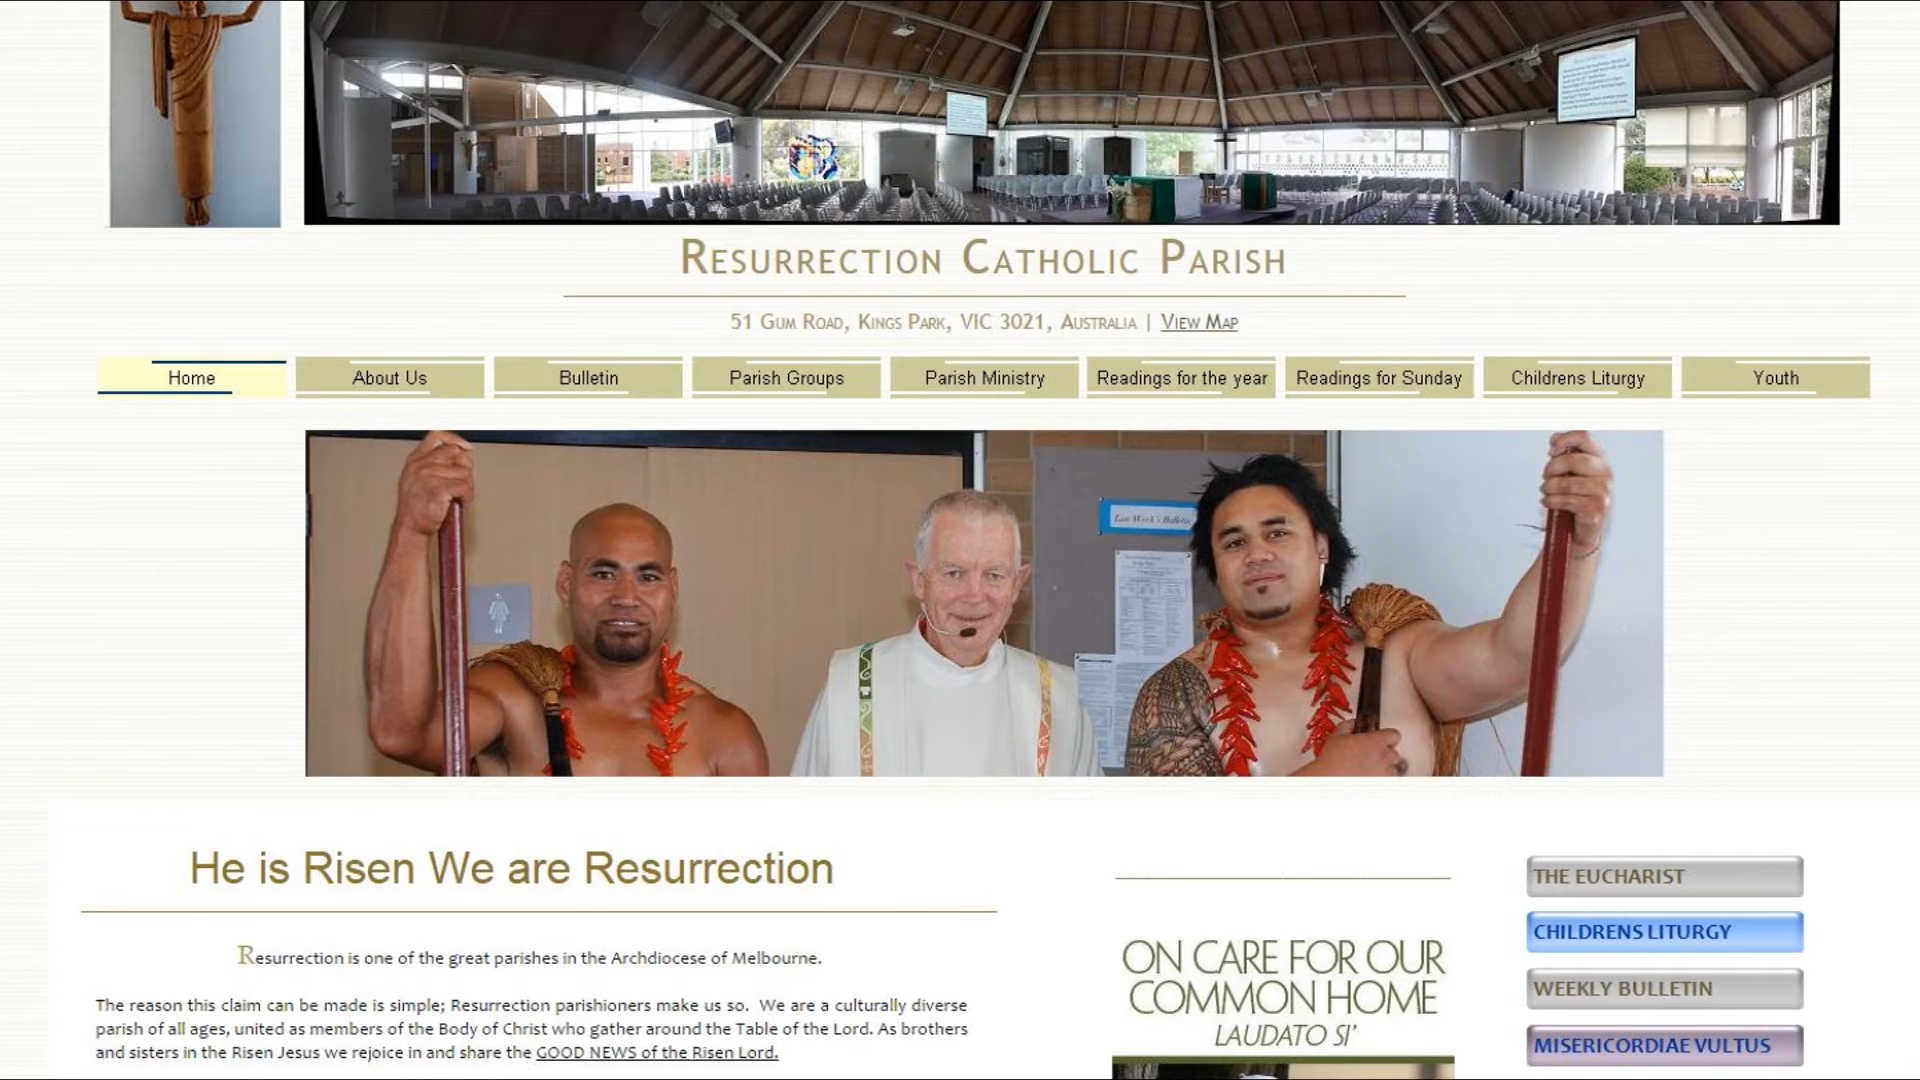 RESURRECTION CATHOLIC PARISH
51 GUM ROAD, KINGS PARK, VIC 3021, AUSTRALIA | VIEW MAP
Home
About Us
Bulletin
Parish Groups
Parish Ministry
Readings for the year
Readings for Sunday
Childrens Liturgy
Youth
Last Week's Bulletin
He is Risen We are Resurrection
Resurrection is one of the great parishes in the Archdiocese of Melbourne.
The reason this claim can be made is simple; Resurrection parishioners make us so. We are a culturally diverse
parish of all ages, united as members of the Body of Christ who gather around the Table of the Lord. As brothers
and sisters in the Risen Jesus we rejoice in and share the GOOD NEWS of the Risen Lord.
ON CARE FOR OUR
COMMON HOME
LAUDATO SI'
THE EUCHARIST
CHILDRENS LITURGY
WEEKLY BULLETIN
MISERICORDIAE VULTUS